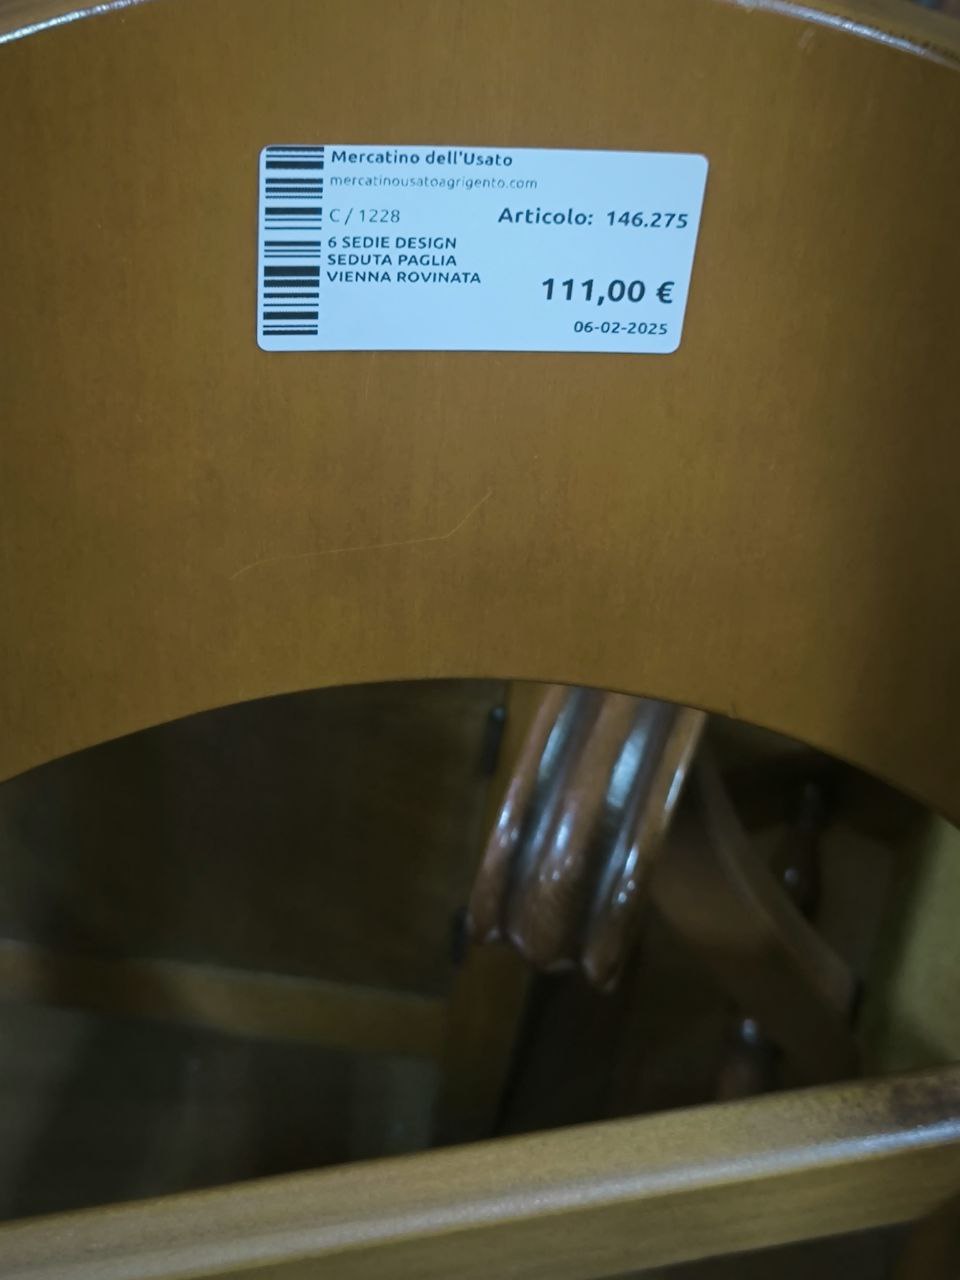 Mercatino dell'Usato
mercatinousatoagrigento.com
C / 1228
Articolo: 146.275
6 SEDIE DESIGN
SEDUTA PAGLIA
VIENNA ROVINATA
111,00 €
06-02-2025